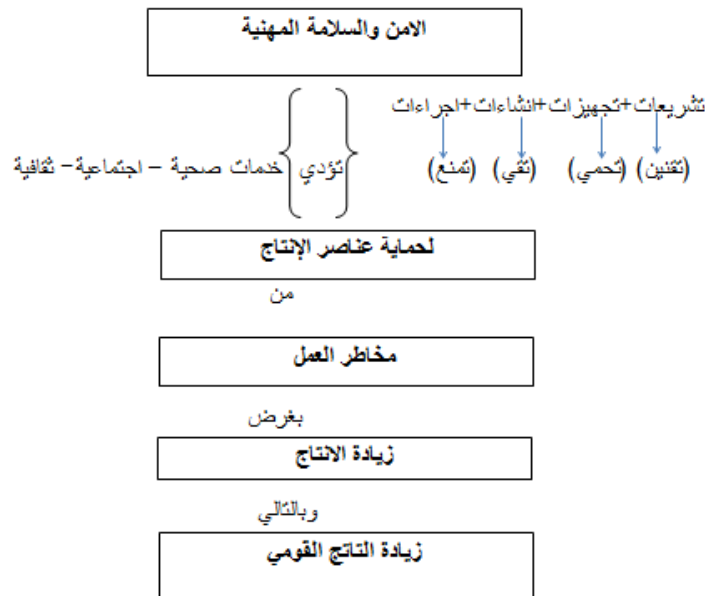 الامن والسلامة المهنية
تشريعات+تجهيزات+انشاءات+اجراءات
(تقنين) (تحمي) (تقي) (تمنع)
تؤدي
خدمات صحية – اجتماعية– ثقافية
لحماية عناصر الإنتاج
من
مخاطر العمل
بغرض
زيادة الانتاج
وبالتالي
زيادة التاتج القومي